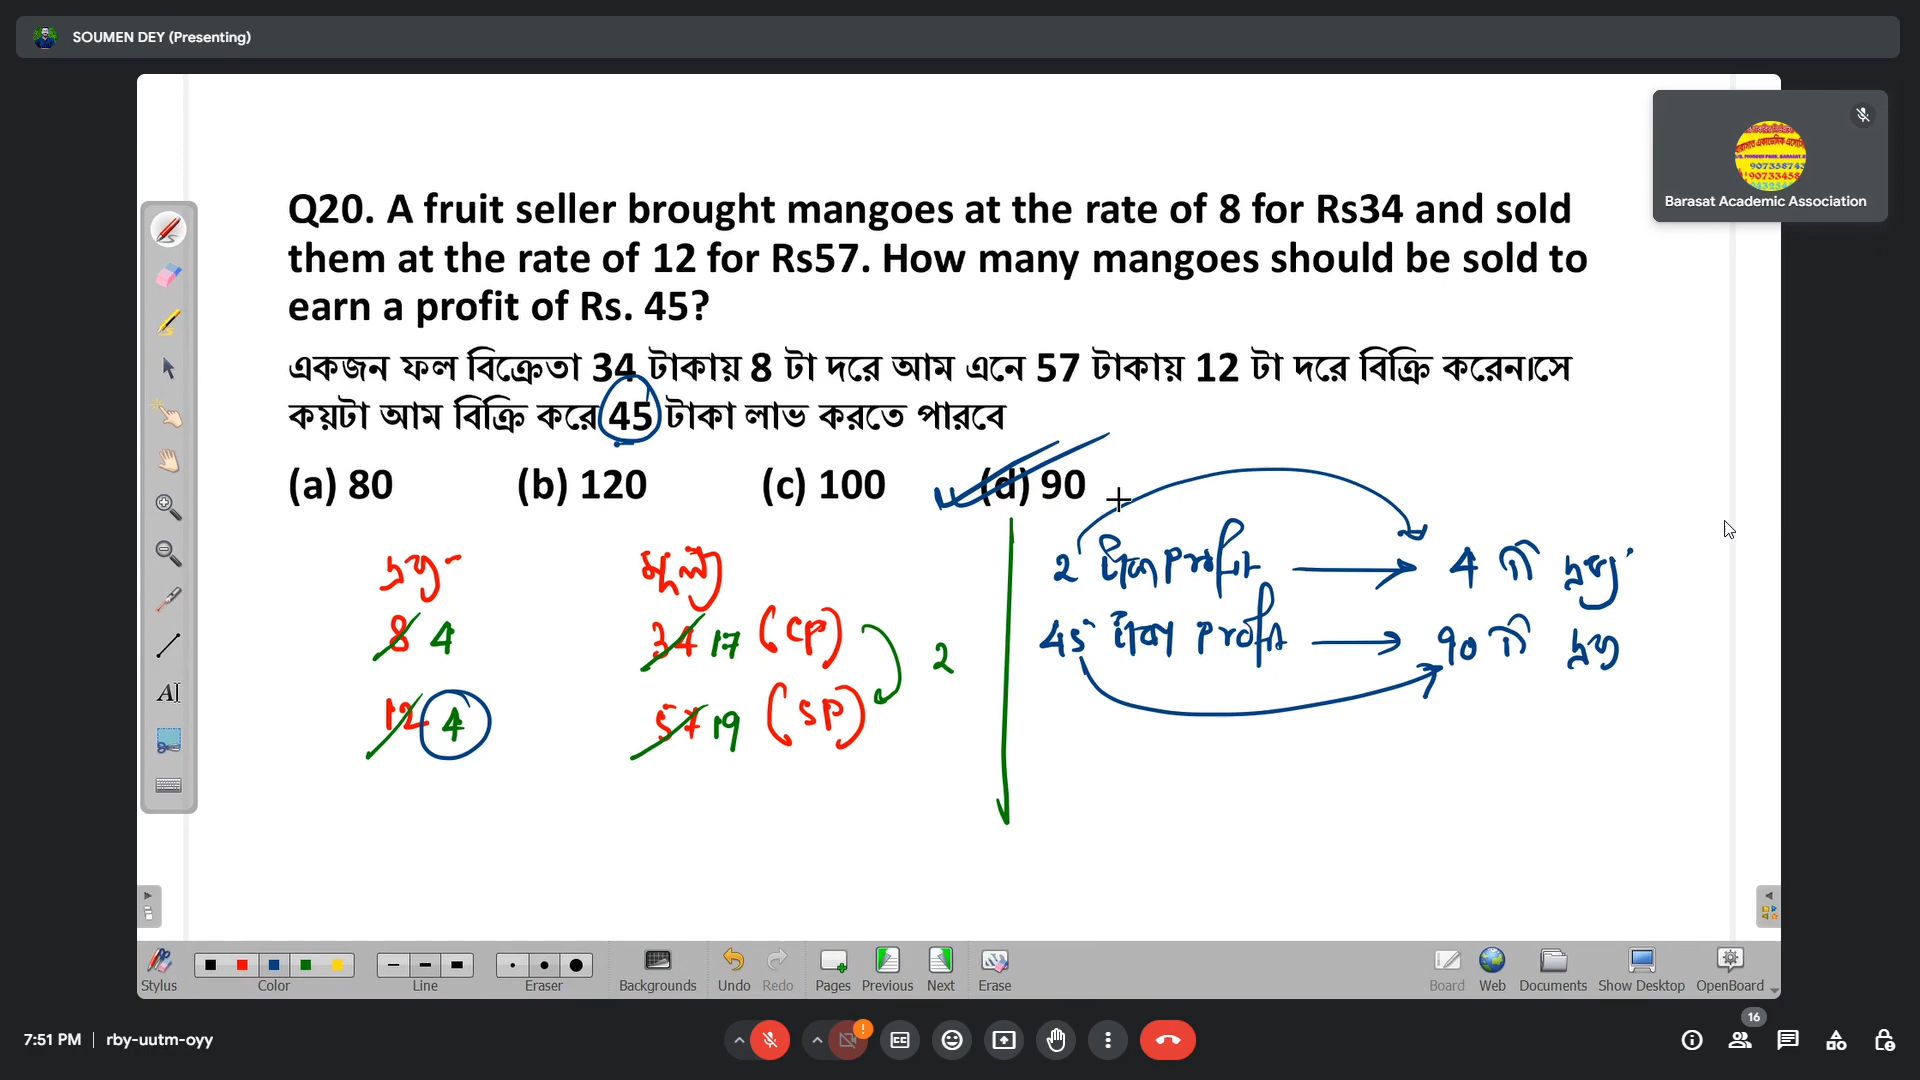 SOUMEN DEY (Presenting)
Barasat Academic Association
Q20. A fruit seller brought mangoes at the rate of 8 for Rs34 and sold
them at the rate of 12 for Rs57. How many mangoes should be sold to
earn a profit of Rs. 45?
একজন ফল বিক্রেতা 34 টাকায় 8 টা দরে আম এনে 57 টাকায় 12 টা দরে বিক্রি করেন।সে
কয়টা আম বিক্রি করে 45 টাকা লাভ করতে পারবে
(a) 80 (b) 120 (c) 100 (d) 90
দ্রব্য মূল্য
8 4 34 17 (CP) 2
12 4 57 19 (SP)
2 টাকা profit 4 টি দ্রব্য
45 টাকা profit 90 টি দ্রব্য
AI
Stylus Color Line Eraser Backgrounds Undo Redo Pages Previous Next Erase Board Web Documents Show Desktop OpenBoard
7:51 PM | rby-uutm-oyy
16